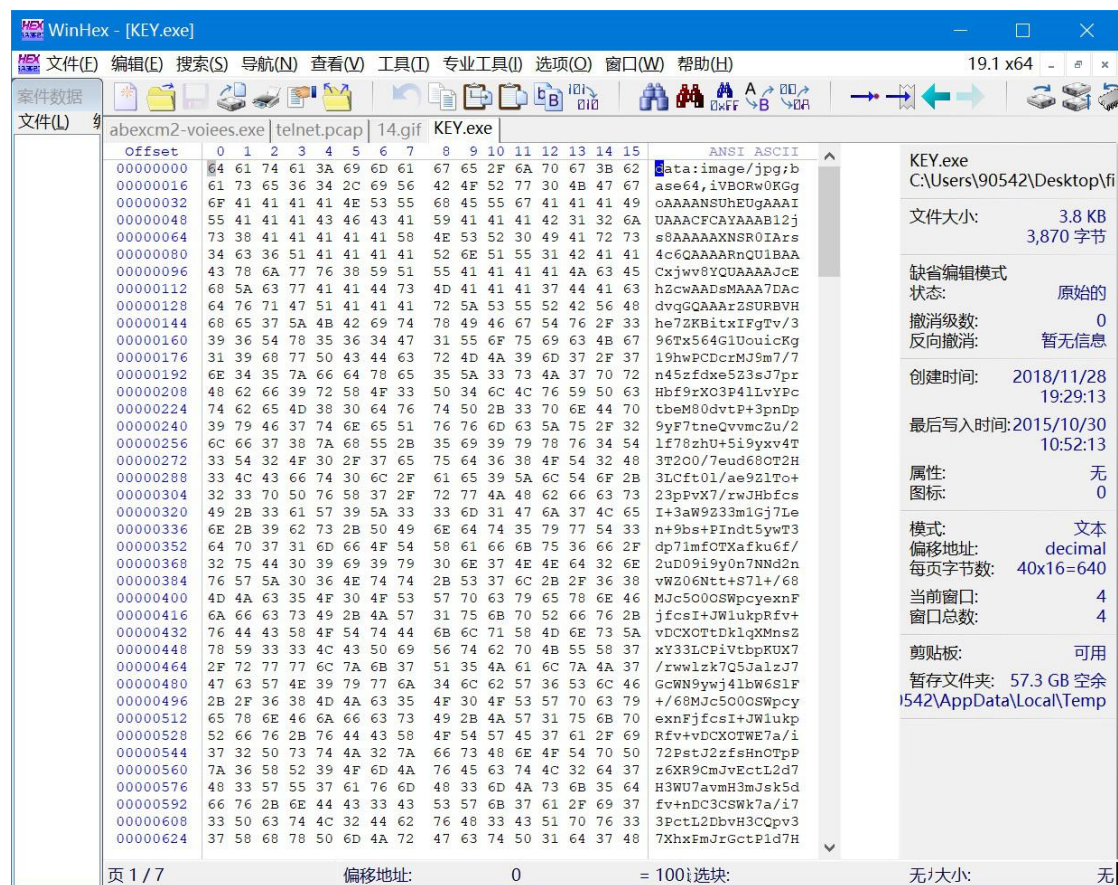 WinHex - [KEY.exe]
文件(F) 编辑(E) 搜索(S) 导航(N) 查看(V) 工具(T) 专业工具(I) 选项(O) 窗口(W) 帮助(H) 19.1 x64
案件数据
文件(L)
abexcm2-voiees.exe telnet.pcap 14.gif KEY.exe
Offset 0 1 2 3 4 5 6 7 8 9 10 11 12 13 14 15 ANSI ASCII
00000000 64 61 74 61 3A 69 6D 61 67 65 2F 6A 70 67 3B 62 data:image/jpg;b
00000016 61 73 65 36 34 2C 69 56 42 4F 52 77 30 4B 47 67 ase64,iVBORw0KGg
00000032 6F 41 41 41 41 4E 53 55 68 45 55 67 41 41 41 49 oAAAANSUhEUgAAAI
00000048 55 41 41 41 43 46 43 41 59 41 41 41 42 31 32 6A UAAACFCAYAAAB12j
00000064 73 38 41 41 41 41 41 58 4E 53 52 30 49 41 72 73 s8AAAAAXNSR0IArs
00000080 34 63 36 51 41 41 41 41 52 6E 51 55 31 42 41 41 4c6QAAAARnQU1BAA
00000096 43 78 6A 77 76 38 59 51 55 41 41 41 41 4A 63 45 Cxjwv8YQUAAAAJcE
00000112 68 5A 63 77 41 41 44 73 4D 41 41 41 37 44 41 63 hZcwAADsMAAA7DAc
00000128 64 76 71 47 51 41 41 41 72 5A 53 55 52 42 56 48 dvqGQAAArZSURBVH
00000144 68 65 37 5A 4B 42 69 74 78 49 46 67 54 76 2F 33 he7ZKBitxIFgTv/3
00000160 39 36 54 78 35 36 34 47 31 55 6F 75 69 63 4B 67 96Tx564G1UouicKg
00000176 31 39 68 77 50 43 44 63 72 4D 4A 39 6D 37 2F 37 19hwPCDcrMJ9m7/7
00000192 6E 34 35 7A 66 64 78 65 35 5A 33 73 4A 37 70 72 n45zfdxe5Z3sJ7pr
00000208 48 62 66 39 72 58 4F 33 50 34 6C 4C 76 59 50 63 Hbf9rXO3P4lLvYPc
00000224 74 62 65 4D 38 30 64 76 74 50 2B 33 70 6E 44 70 tbeM80dvtP+3pnDp
00000240 39 79 46 37 74 6E 65 51 76 76 6D 63 5A 75 2F 32 9yF7tneQvvmcZu/2
00000256 6C 66 37 38 7A 68 55 2B 35 69 39 79 78 76 34 54 lf78zhU+5i9yxv4T
00000272 33 54 32 4F 30 2F 37 65 75 64 36 38 4F 54 32 48 3T2O0/7eud68OT2H
00000288 33 4C 43 66 74 30 6C 2F 61 65 39 5A 6C 54 6F 2B 3LCft0l/ae9ZlTo+
00000304 32 33 70 50 76 58 37 2F 72 77 4A 48 62 66 63 73 23pPvX7/rwJHbfcs
00000320 49 2B 33 61 57 39 5A 33 33 6D 31 47 6A 37 4C 65 I+3aW9Z33m1Gj7Le
00000336 6E 2B 39 62 73 2B 50 49 6E 64 74 35 79 77 54 33 n+9bs+PIndt5ywT3
00000352 64 70 37 31 6D 66 4F 54 58 61 66 6B 75 36 66 2F dp71mfOTXafku6f/
00000368 32 75 44 30 39 69 39 79 30 6E 37 4E 4E 64 32 6E 2uD09i9y0n7NNd2n
00000384 76 57 5A 30 36 4E 74 74 2B 53 37 6C 2B 2F 36 38 vWZ06Ntt+S7l+/68
00000400 4D 4A 63 35 4F 30 4F 53 57 70 63 79 65 78 6E 46 MJc5O0OSWpcyexnF
00000416 6A 66 63 73 49 2B 4A 57 31 75 6B 70 52 66 76 2B jfcsI+JW1ukpRfv+
00000432 76 44 43 58 4F 54 74 44 6B 6C 71 58 4D 6E 73 5A vDCXOTtDklqXMnsZ
00000448 78 59 33 33 4C 43 50 69 56 74 62 70 4B 55 58 37 xY33LCPiVtbpKUX7
00000464 2F 72 77 77 6C 7A 6B 37 51 35 4A 61 6C 7A 4A 37 /rwwlzk7Q5JalzJ7
00000480 47 63 57 4E 39 79 77 6A 34 6C 62 57 36 53 6C 46 GcWN9ywj4lbW6SlF
00000496 2B 2F 36 38 4D 4A 63 35 4F 30 4F 53 57 70 63 79 +/68MJc5O0OSWpcy
00000512 65 78 6E 46 6A 66 63 73 49 2B 4A 57 31 75 6B 70 exnFjfcsI+JW1ukp
00000528 52 66 76 2B 76 44 43 58 4F 54 57 45 37 61 2F 69 Rfv+vDCXOTWE7a/i
00000544 37 32 50 73 74 4A 32 7A 66 73 48 6E 4F 54 70 50 72PstJ2zfsHnOTpP
00000560 7A 36 58 52 39 4F 6D 4A 76 45 63 74 4C 32 64 37 z6XR9OmJvEctL2d7
00000576 48 33 57 55 37 61 76 6D 48 33 6D 4A 73 6B 35 64 H3WU7avmH3mJsk5d
00000592 66 76 2B 6E 44 43 33 43 53 57 6B 37 61 2F 69 37 fv+nDC3CSWk7a/i7
00000608 33 50 63 74 4C 32 44 62 76 48 33 43 51 70 76 33 3PctL2DbvH3CQpv3
00000624 37 58 68 78 50 6D 4A 72 47 63 74 50 31 64 37 48 7XhxPmJrGctP1d7H
KEY.exe
C:\Users\90542\Desktop\fi
文件大小: 3.8 KB
3,870 字节
缺省编辑模式
状态: 原始的
撤消级数: 0
反向撤消: 暂无信息
创建时间: 2018/11/28
19:29:13
最后写入时间:2015/10/30
10:52:13
属性: 无
图标: 0
模式: 文本
偏移地址: decimal
每页字节数: 40x16=640
当前窗口: 4
窗口总数: 4
剪贴板: 可用
暂存文件夹: 57.3 GB 空余
0542\AppData\Local\Temp
页 1 / 7 偏移地址: 0 = 100 选块: 无 大小: 无